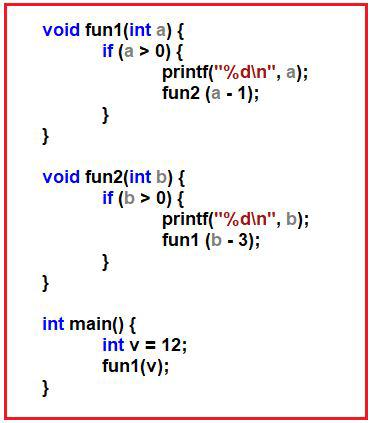 void fun1(int a) {
if (a > 0) {
printf("%d\n", a);
fun2 (a - 1);
}
}
void fun2(int b) {
if (b > 0) {
printf("%d\n", b);
fun1 (b - 3);
}
}
int main() {
int v = 12;
fun1(v);
}